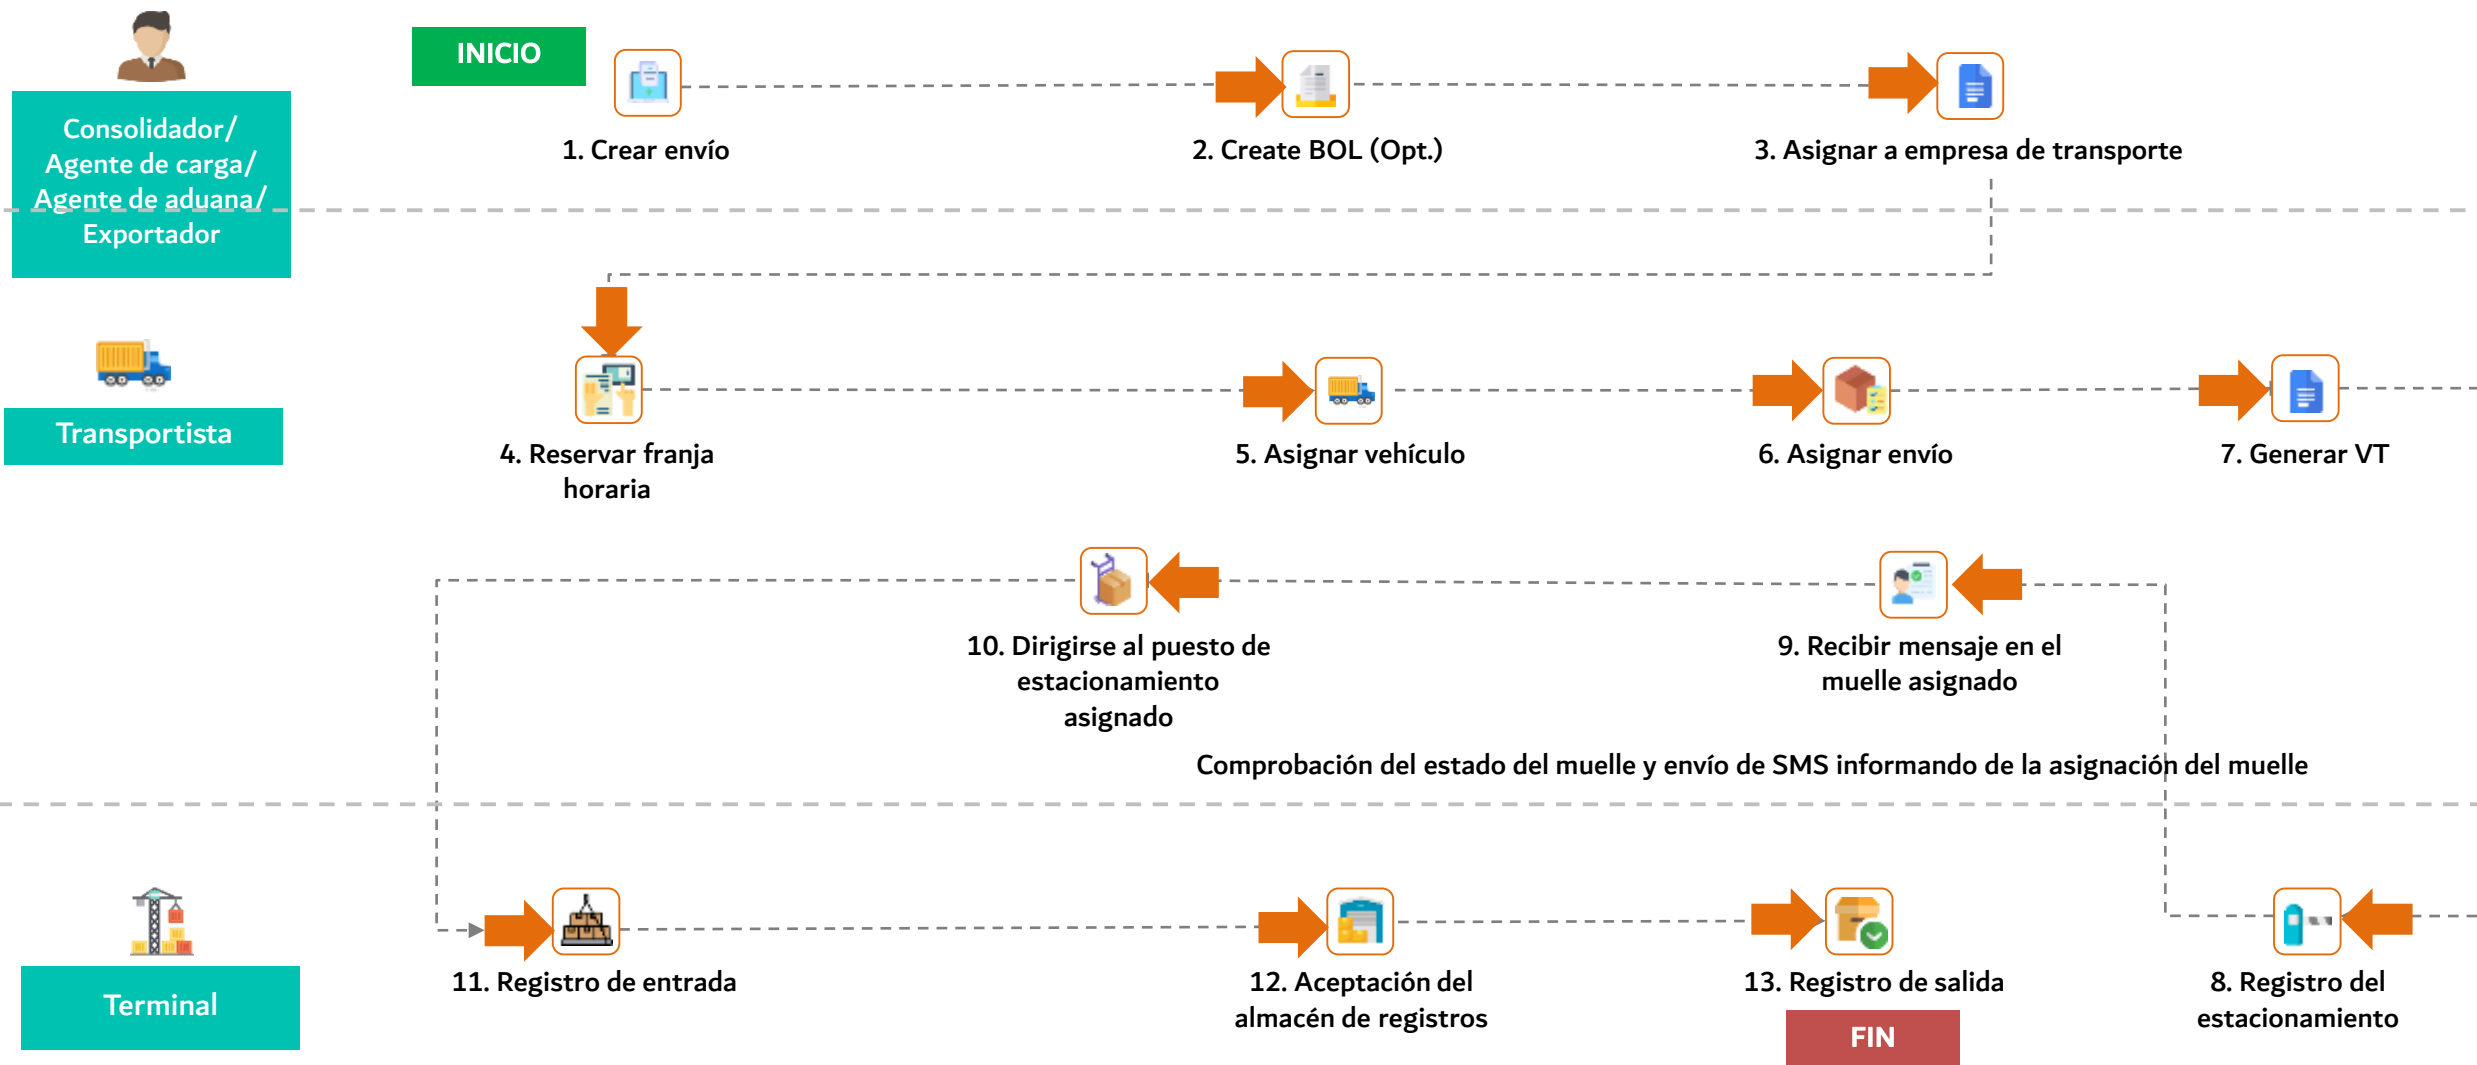 INICIO
Consolidador/
Agente de carga/
Agente de aduana/
Exportador
1. Crear envío
2. Create BOL (Opt.)
3. Asignar a empresa de transporte
Transportista
4. Reservar franja
horaria
5. Asignar vehículo
6. Asignar envío
7. Generar VT
10. Dirigirse al puesto de
estacionamiento
asignado
9. Recibir mensaje en el
muelle asignado
Comprobación del estado del muelle y envío de SMS informando de la asignación del muelle
Terminal
11. Registro de entrada
12. Aceptación del
almacén de registros
13. Registro de salida
FIN
8. Registro del
estacionamiento